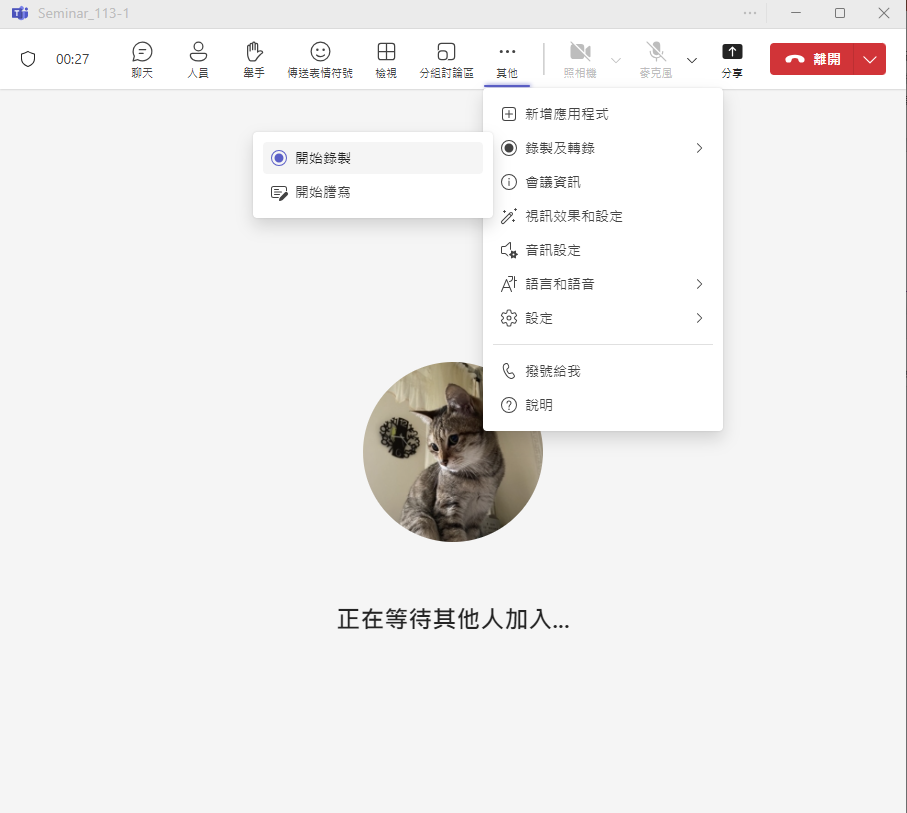 Seminar_113-1
00:27
聊天
人員
舉手
傳送表情符號
檢視
分組討論區
其他
照相機
麥克風
分享
離開
新增應用程式
錄製及轉錄
開始錄製
開始謄寫
會議資訊
視訊效果和設定
音訊設定
語言和語音
設定
撥號給我
說明
正在等待其他人加入...